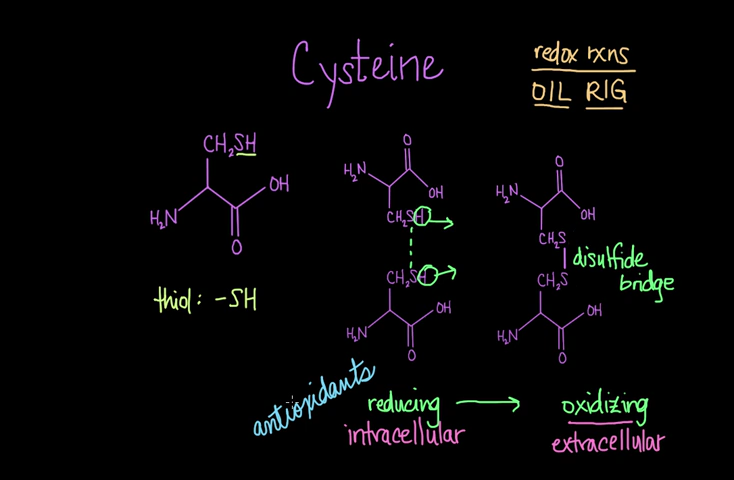 Cysteine
redox rxns
OIL RIG
CH2SH
OH
H2N
O
thiol: -SH
O
H2N
OH
CH2SH
CH2SH
OH
H2N
O
O
H2N
OH
CH2S
disulfide
bridge
CH2S
OH
H2N
O
antioxidants
reducing
intracellular
oxidizing
extracellular